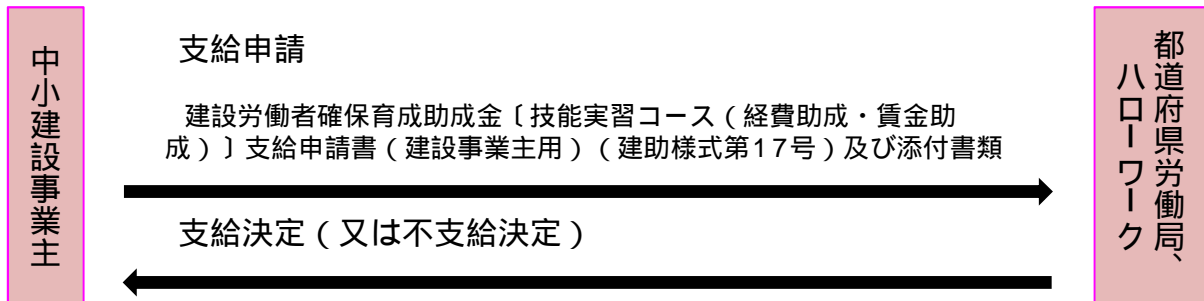 中小建設事業主
支給申請
建設労働者確保育成助成金〔技能実習コース（経費助成・賃金助
成）〕支給申請書（建設事業主用）（建助様式第17号）及び添付書類
支給決定（又は不支給決定）
都道府県労働局、
ハローワーク